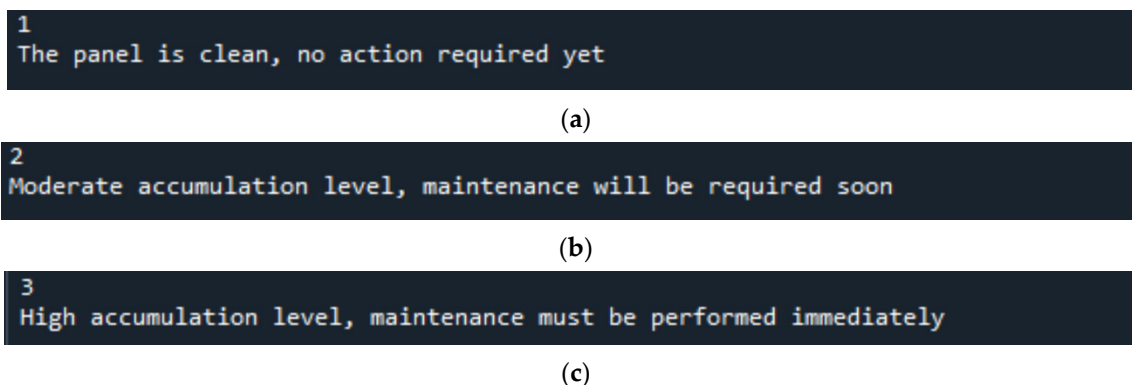 1
The panel is clean, no action required yet
(a)
2
Moderate accumulation level, maintenance will be required soon
(b)
3
High accumulation level, maintenance must be performed immediately
(c)